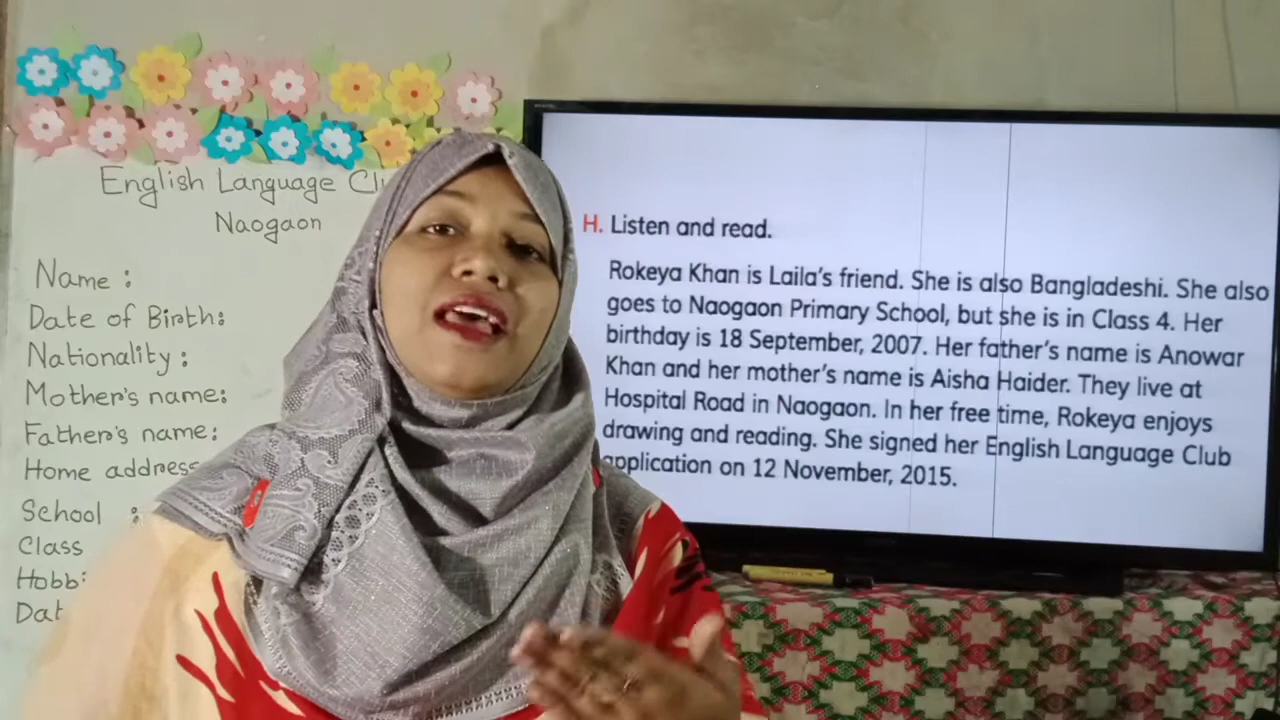 English Language
Naogaon
Name :
Date of Birth:
Nationality :
Mother's name:
Father's name:
Home address
School :
Class
H. Listen and read.
Rokeya Khan is Laila's friend. She is also Bangladeshi. She also
goes to Naogaon Primary School, but she is in Class 4. Her
birthday is 18 September, 2007. Her father's name is Anowar
Khan and her mother's name is Aisha Haider. They live at
Hospital Road in Naogaon. In her free time, Rokeya enjoys
drawing and reading. She signed her English Language Club
application on 12 November, 2015.